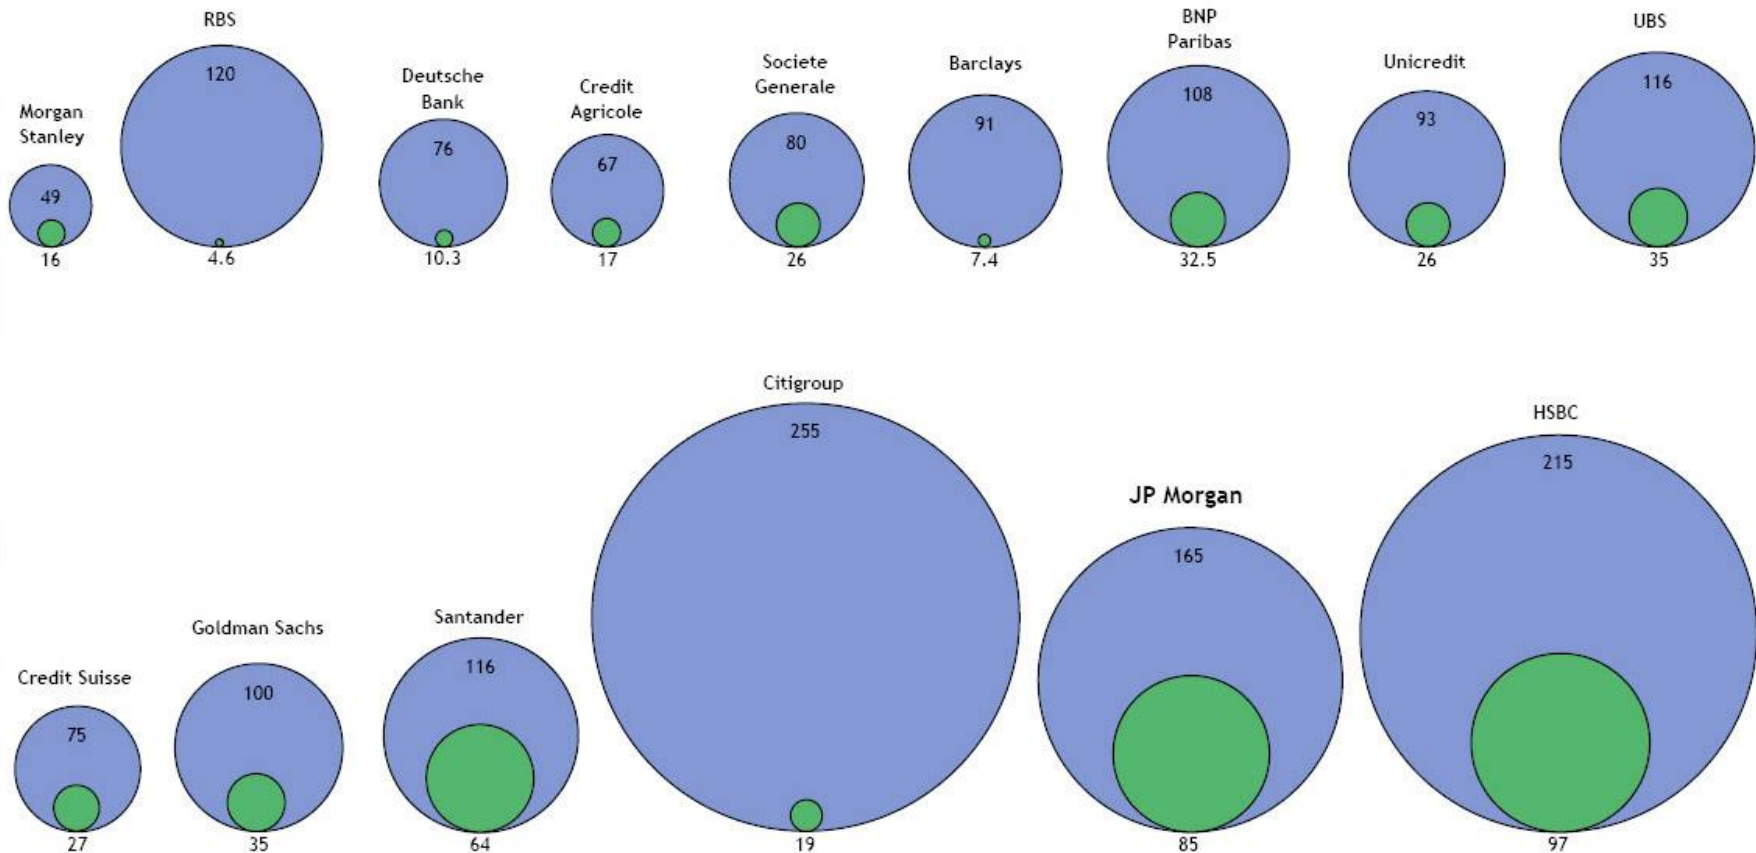 RBS
120
4.6
Morgan
Stanley
49
16
Deutsche
Bank
76
10.3
Credit
Agricole
67
17
Societe
Generale
80
26
Barclays
91
7.4
BNP
Paribas
108
32.5
Unicredit
93
26
UBS
116
35
Credit Suisse
75
27
Goldman Sachs
100
35
Santander
116
64
Citigroup
255
19
JP Morgan
165
85
HSBC
215
97